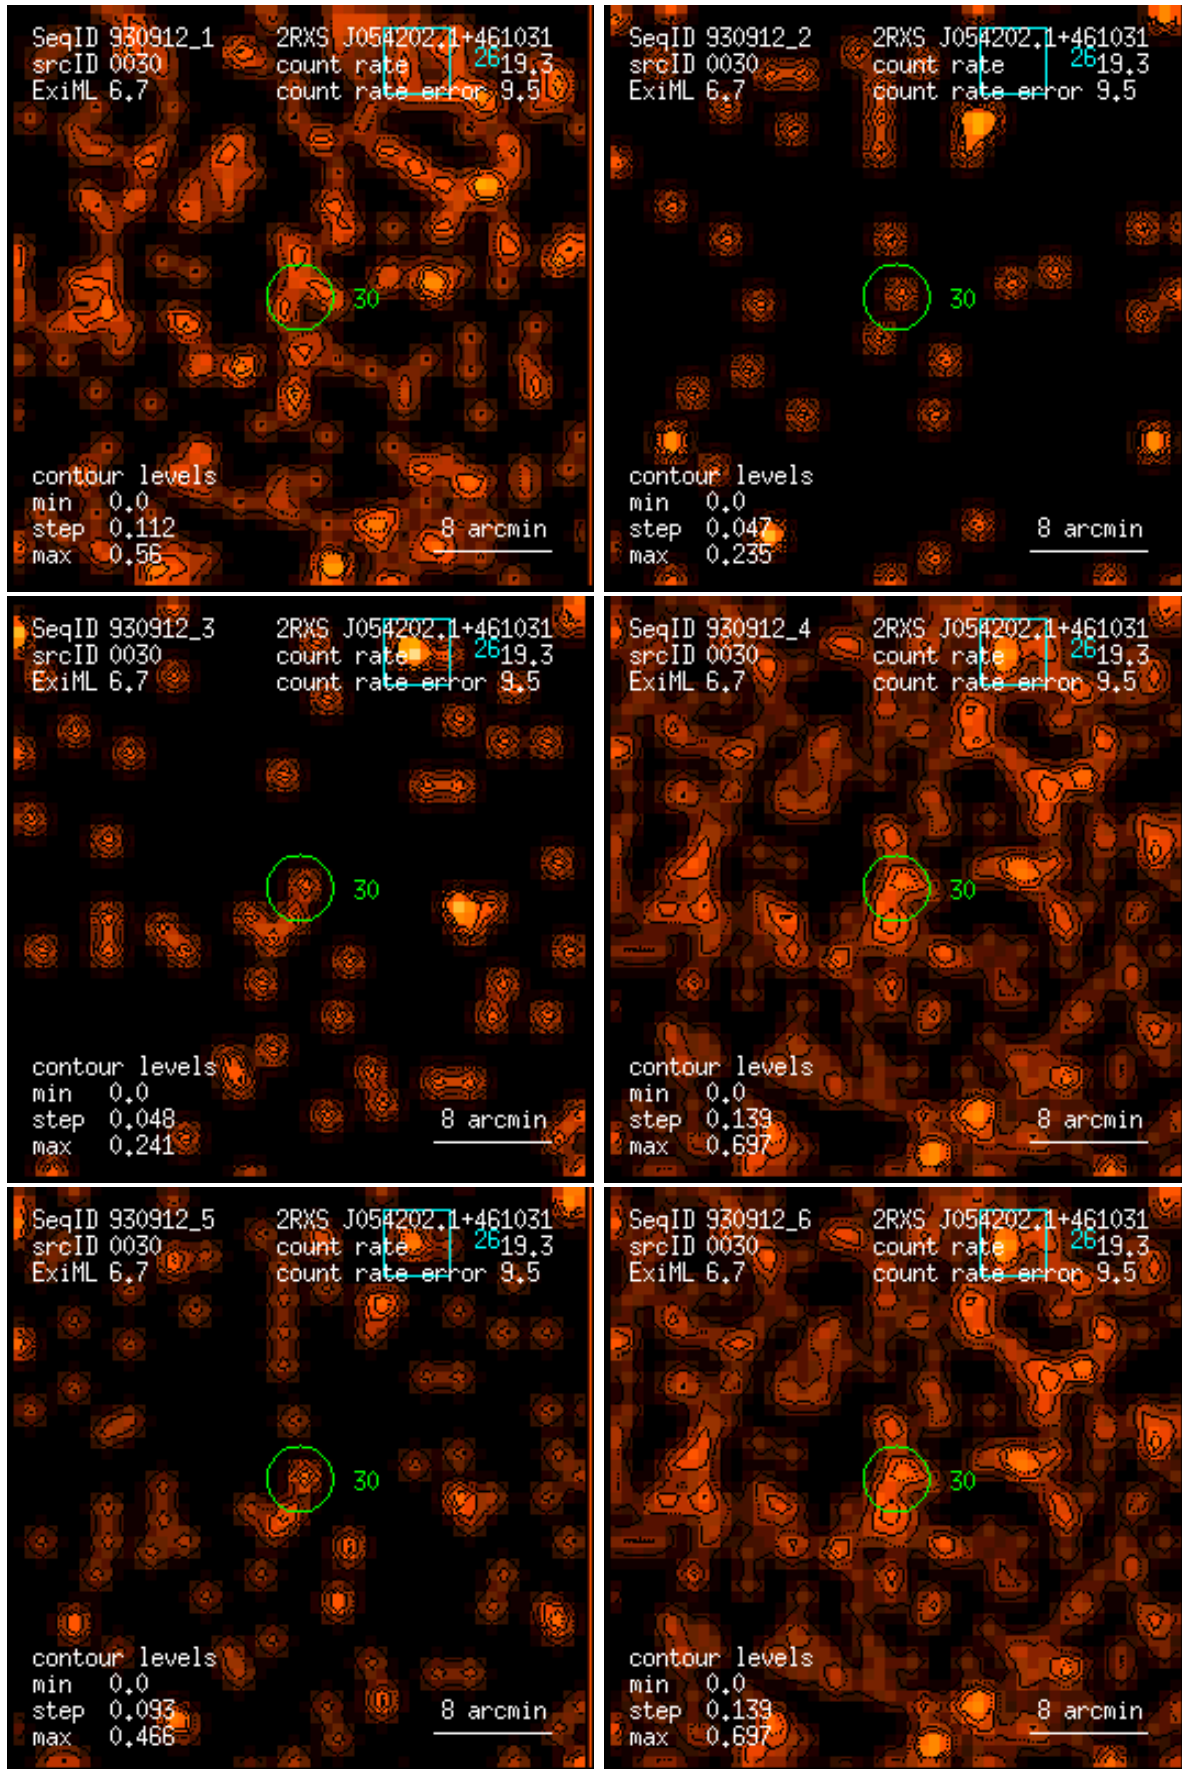 SeqID 930912_1 2RXS J054202.1+461031
srcID 0030 count rate 26 19.3
ExiML 6.7 count rate error 9.5
30
contour levels
min 0.0
step 0.112
max 0.56
8 arcmin
SeqID 930912_2 2RXS J054202.1+461031
srcID 0030 count rate 26 19.3
ExiML 6.7 count rate error 9.5
30
contour levels
min 0.0
step 0.047
max 0.235
8 arcmin
SeqID 930912_3 2RXS J054202.1+461031
srcID 0030 count rate 26 19.3
ExiML 6.7 count rate error 9.5
30
contour levels
min 0.0
step 0.048
max 0.241
8 arcmin
SeqID 930912_4 2RXS J054202.1+461031
srcID 0030 count rate 26 19.3
ExiML 6.7 count rate error 9.5
30
contour levels
min 0.0
step 0.139
max 0.697
8 arcmin
SeqID 930912_5 2RXS J054202.1+461031
srcID 0030 count rate 26 19.3
ExiML 6.7 count rate error 9.5
30
contour levels
min 0.0
step 0.093
max 0.466
8 arcmin
SeqID 930912_6 2RXS J054202.1+461031
srcID 0030 count rate 26 19.3
ExiML 6.7 count rate error 9.5
30
contour levels
min 0.0
step 0.139
max 0.697
8 arcmin